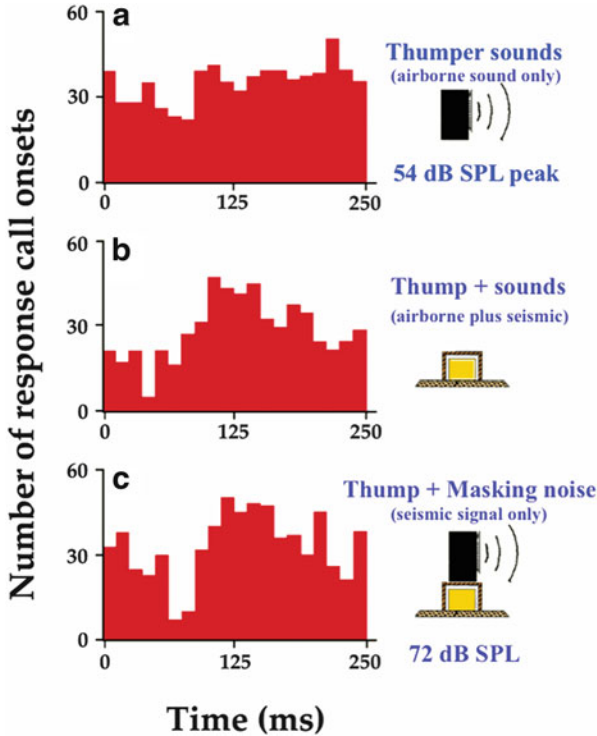 Number of response call onsets
a
60
30
0
0
125
250
Thumper sounds
(airborne sound only)
54 dB SPL peak
b
60
30
0
0
125
250
Thump + sounds
(airborne plus seismic)
c
60
30
0
0
125
250
Thump + Masking noise
(seismic signal only)
72 dB SPL
Time (ms)